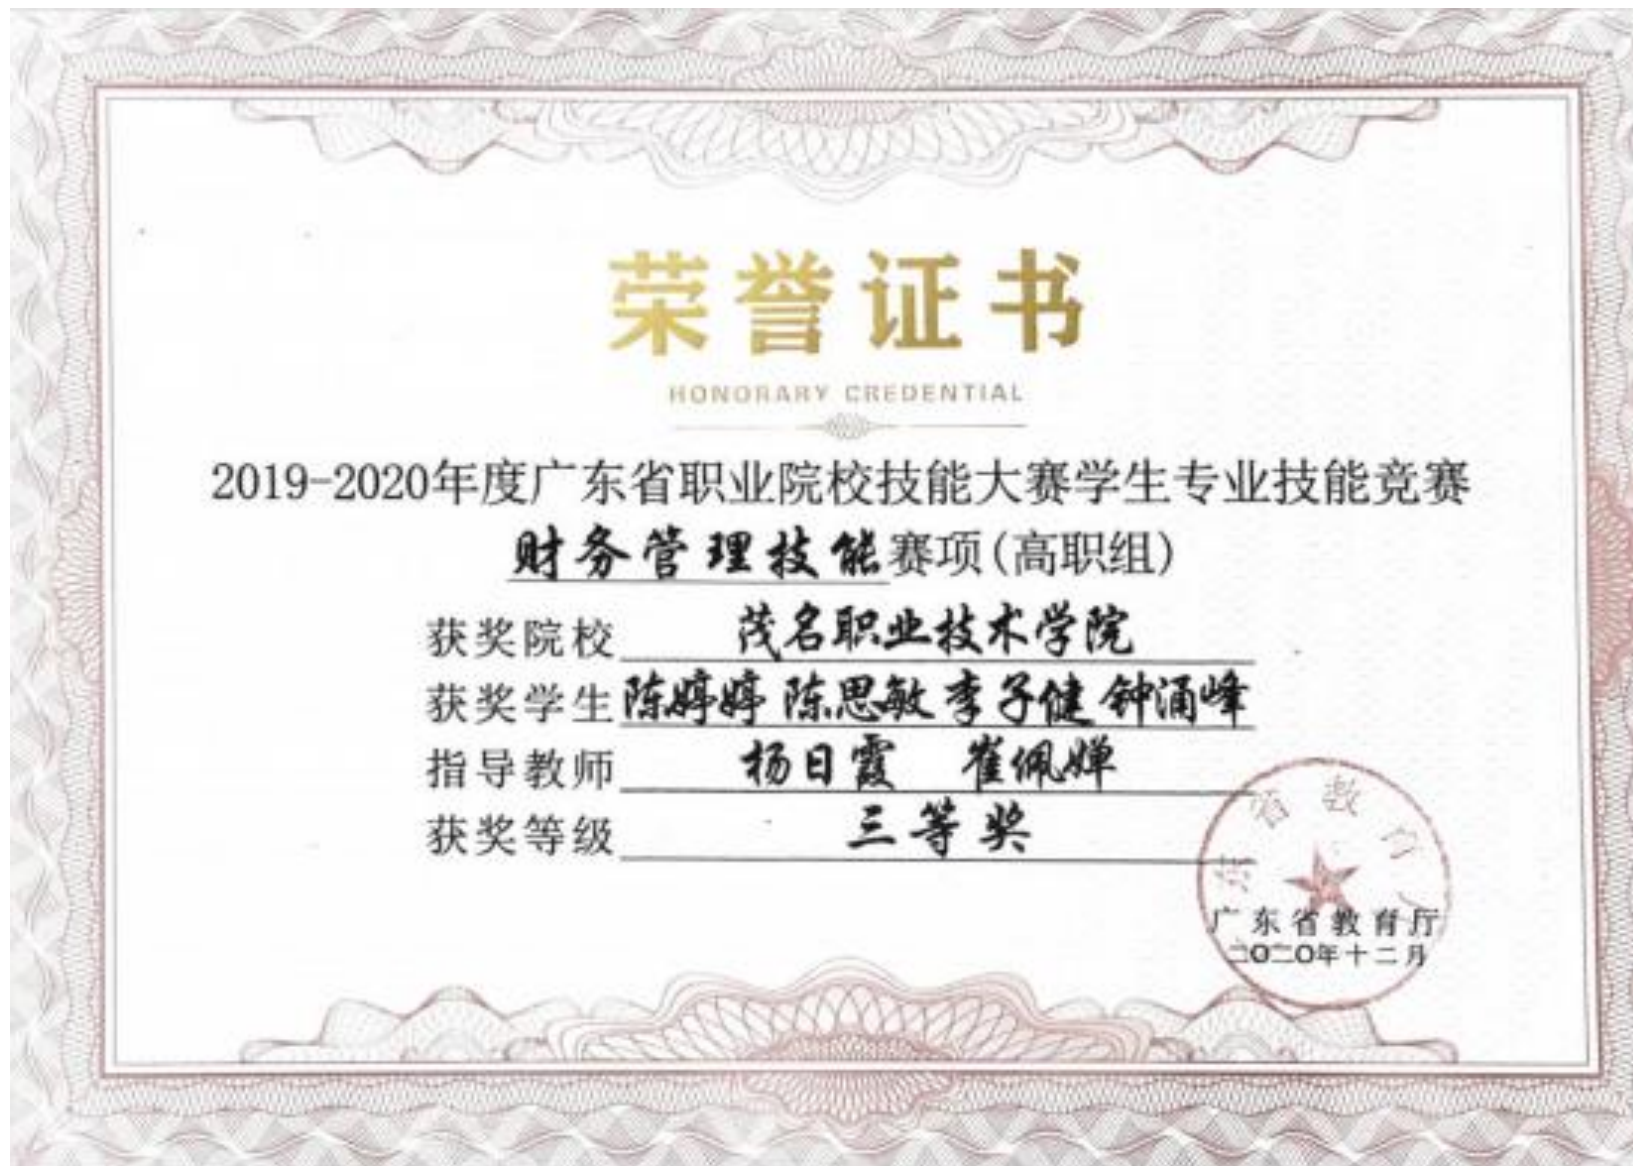 荣誉证书
HONORARY CREDENTIAL
2019-2020年度广东省职业院校技能大赛学生专业技能竞赛
财务管理技能赛项(高职组)
获奖院校 茂名职业技术学院
获奖学生 陈婷婷 陈思敏 李子健 钟涌峰
指导教师 杨日霞 崔佩婵
获奖等级 三等奖
省教育
广东省教育厅
二〇二〇年十二月